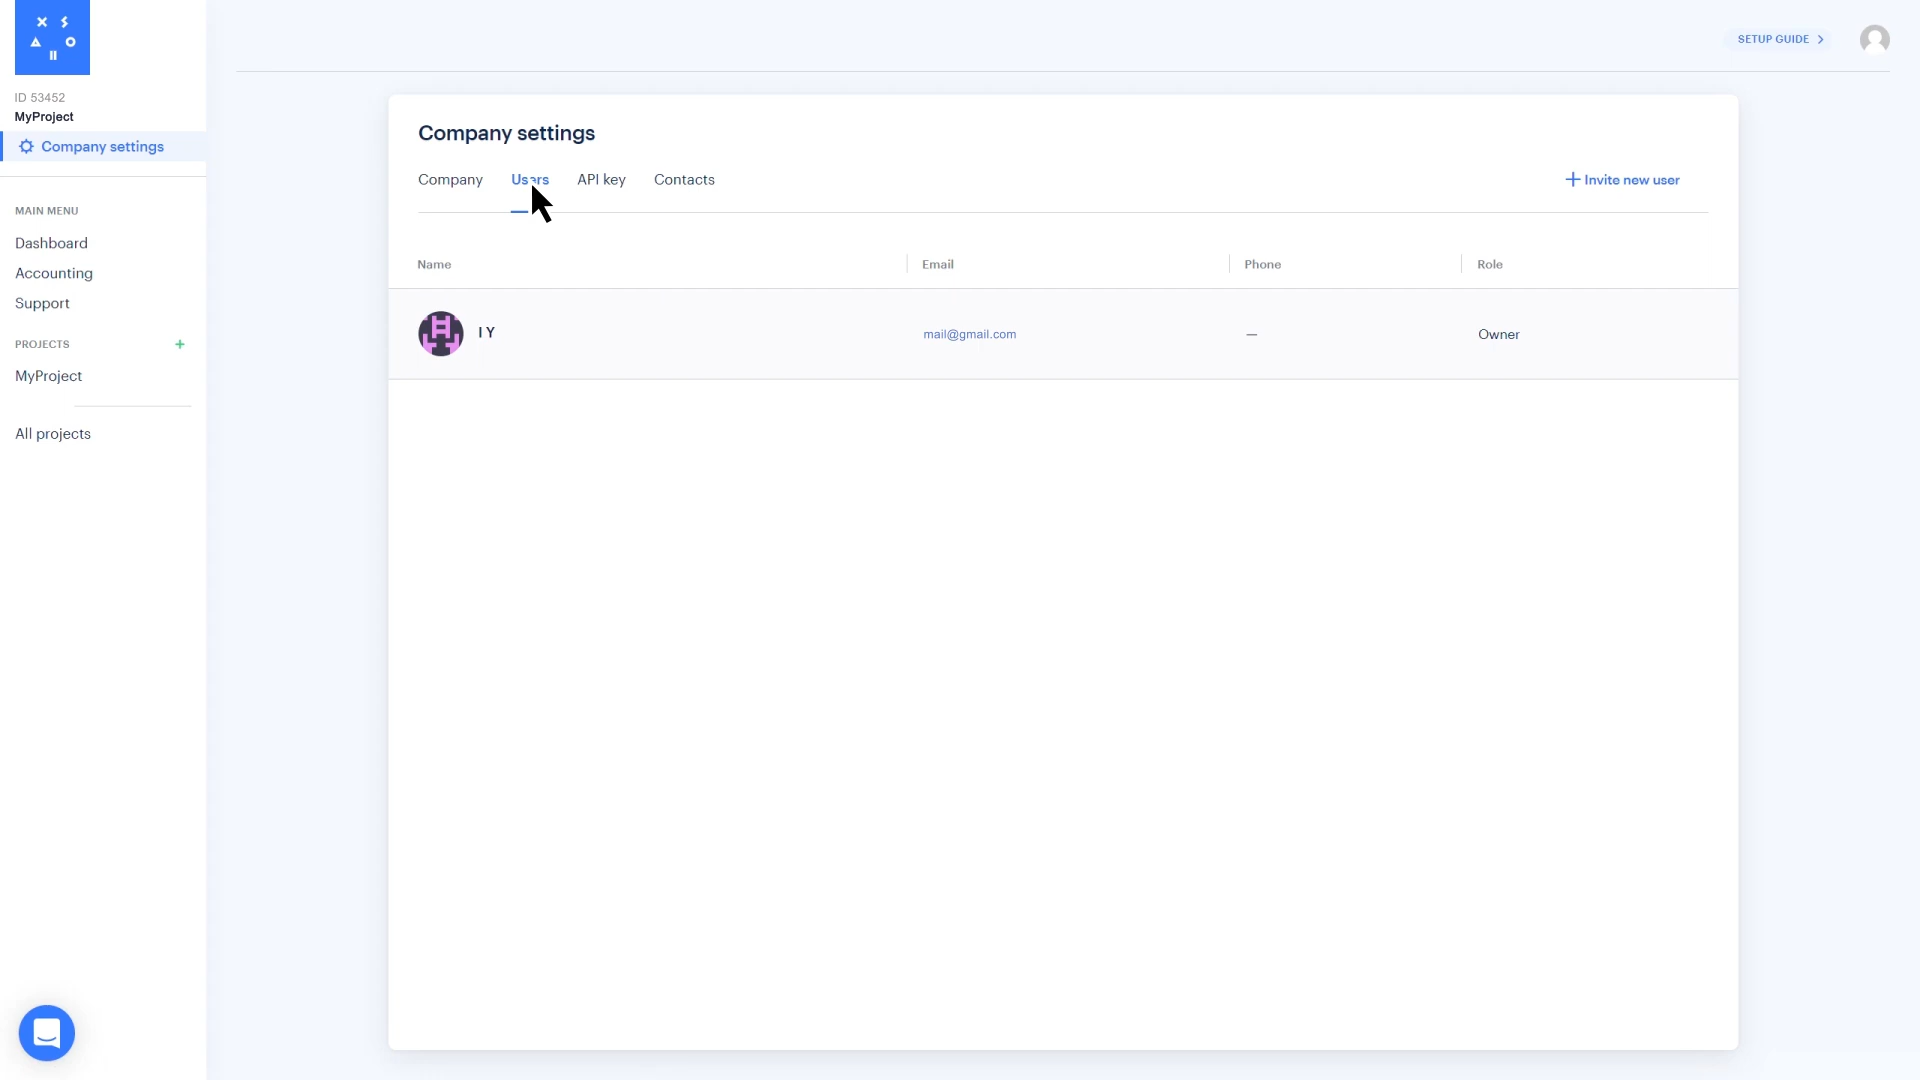 ID 53452
MyProject
Company settings
MAIN MENU
Dashboard
Accounting
Support
PROJECTS +
MyProject
All projects
SETUP GUIDE
Company settings
Company Users API key Contacts
+ Invite new user
Name Email Phone Role
I Y mail@gmail.com — Owner